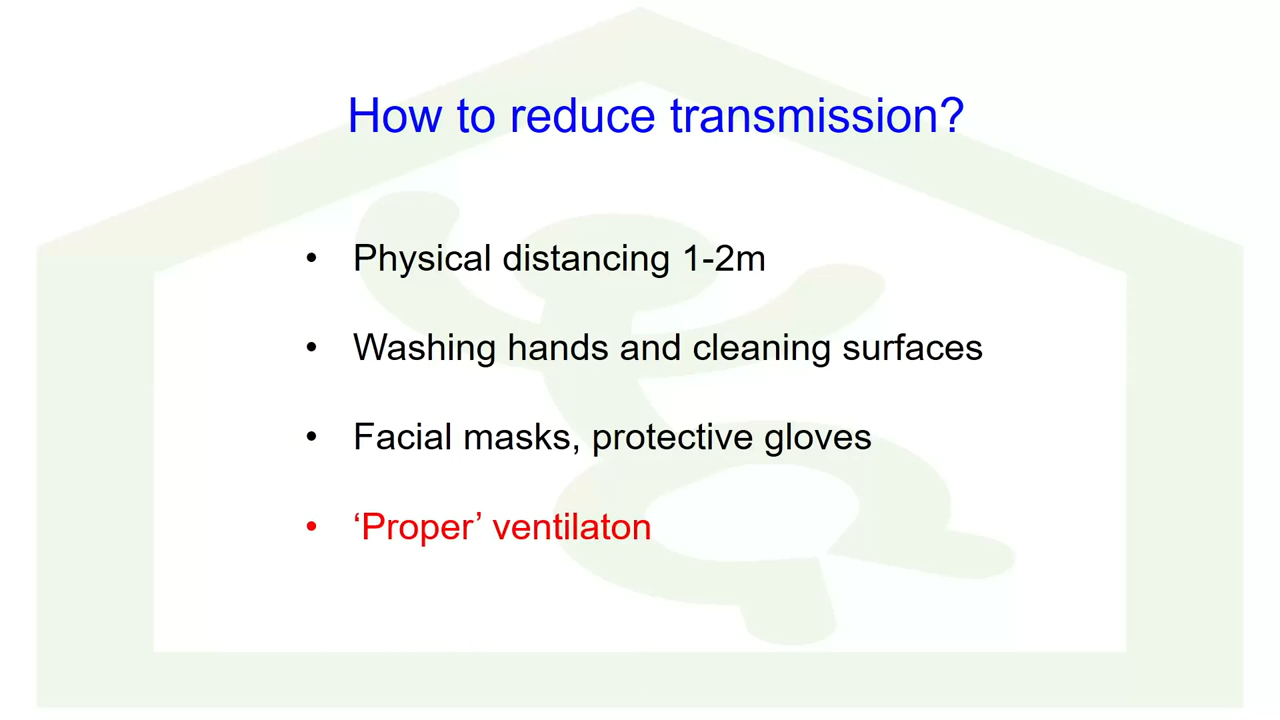 How to reduce transmission?
• Physical distancing 1-2m
• Washing hands and cleaning surfaces
• Facial masks, protective gloves
• ‘Proper’ ventilaton